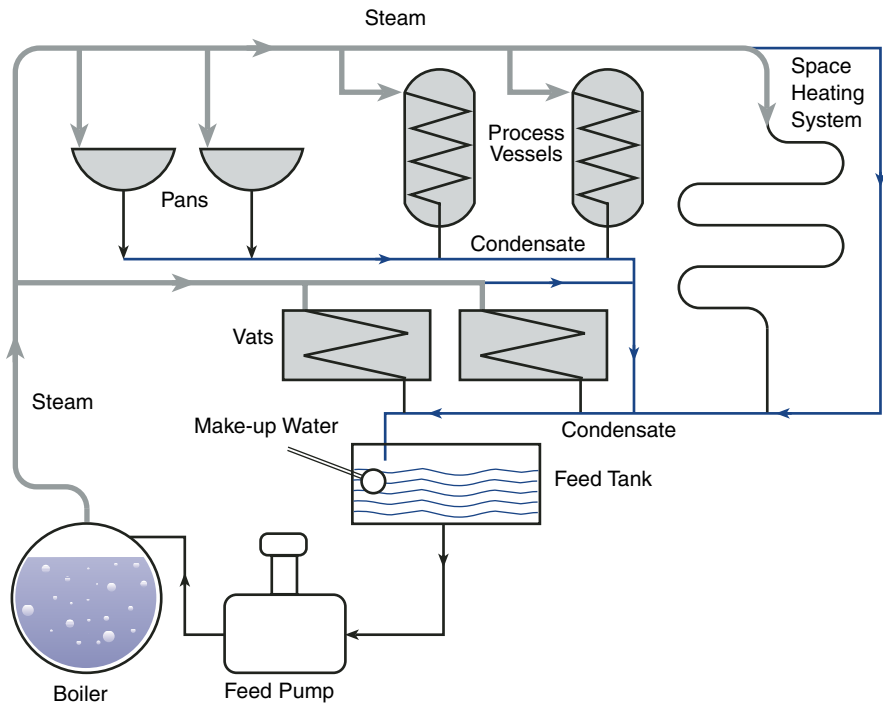 Steam
Space
Heating
System
Process
Vessels
Pans
Condensate
Vats
Steam
Make-up Water
Condensate
Feed Tank
Boiler
Feed Pump